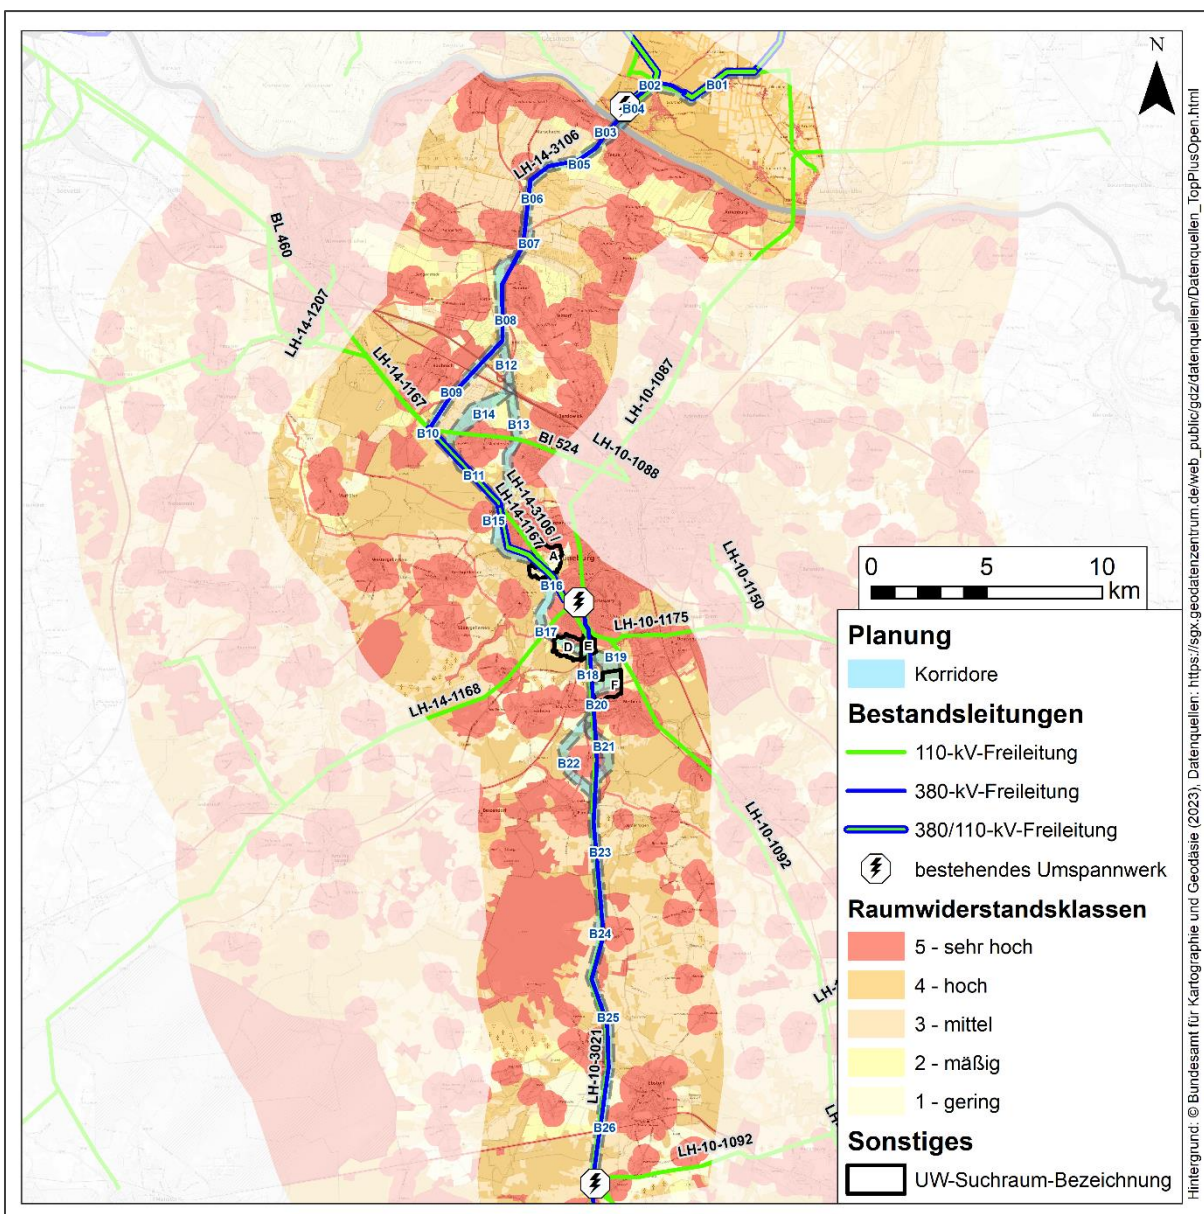 N
B02
B01
B04
B03
LH-14-3106
B05
B06
B07
BL 460
LH-14-1207
B08
LH-14-1167
B12
LH-10-1087
B09
B14
B13
B10
Bl 524
LH-10-1088
B11
LH-14-3106 /
LH-14-1167
B15
A
B16
LH-10-1150
B17
LH-10-1175
D
E
B19
B18
F
LH-14-1168
B20
B21
B22
LH-10-1092
B23
B24
B25
LH-10-3021
B26
LH-10-1092
0 5 10
km
Planung
Korridore
Bestandsleitungen
110-kV-Freileitung
380-kV-Freileitung
380/110-kV-Freileitung
bestehendes Umspannwerk
Raumwiderstandsklassen
5 - sehr hoch
4 - hoch
3 - mittel
2 - mäßig
1 - gering
Sonstiges
UW-Suchraum-Bezeichnung
Hintergrund: © Bundesamt für Kartographie und Geodäsie (2023), Datenquellen: https://sgx.geodatenzentrum.de/web_public/gdz/datenquellen/Datenquellen_TopPlusOpen.html